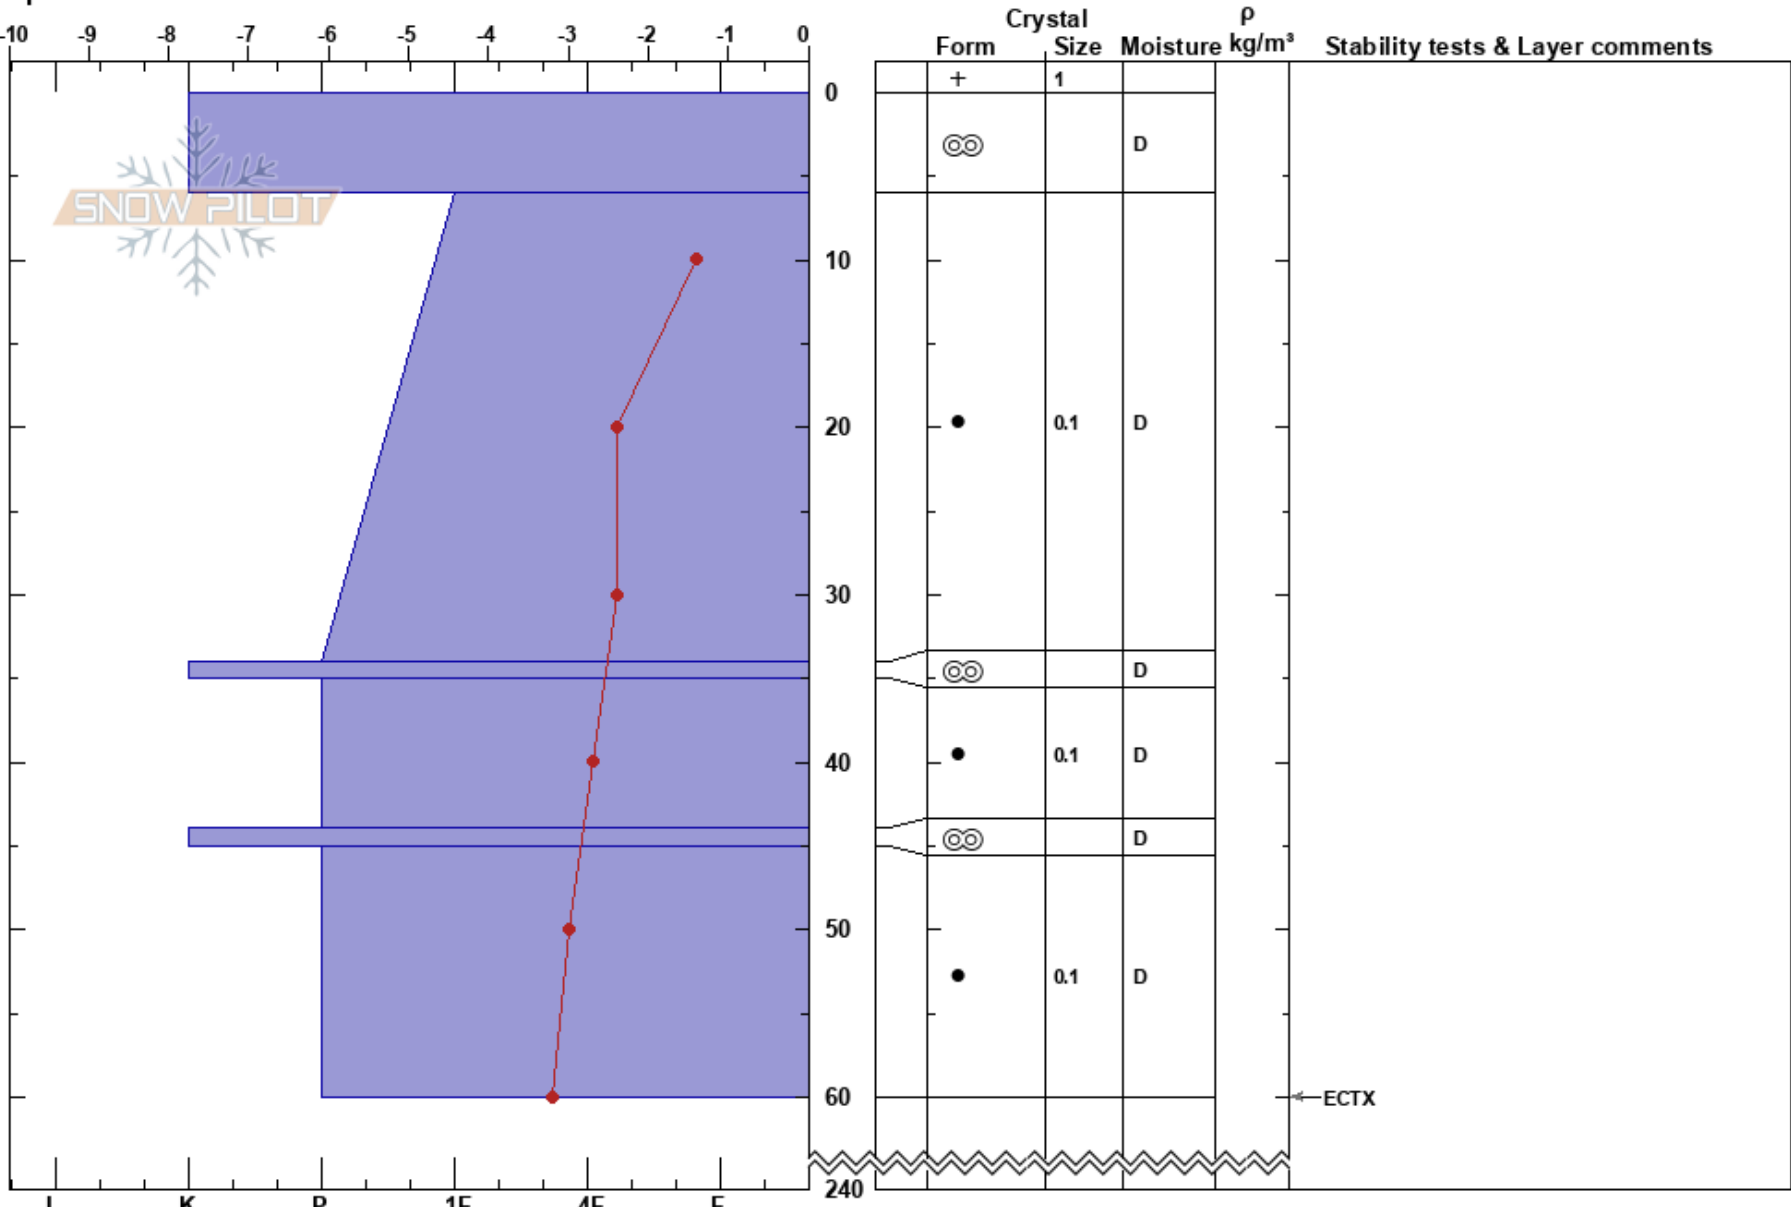 Crystal ρ
-10 -9 -8 -7 -6 -5 -4 -3 -2 -1 0 Form Size Moisture kg/m³ Stability tests & Layer comments
+ 1
0
D
SNOW PILOT
10
20 0.1 D
30
D
40 0.1 D
D
50
0.1 D
60 ECTX
240
K P 1F 4F F